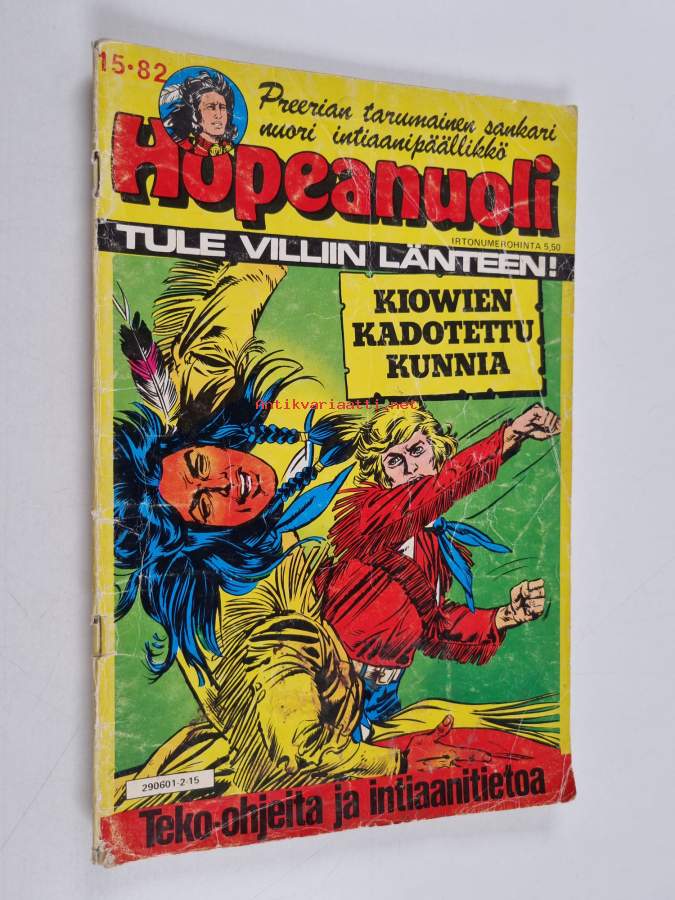 15•82
Preerian tarumainen sankari
nuori intiaanipäällikkö
Hopeanuoli
IRTONUMEROHINTA 5,50
TULE VILLIIN LÄNTEEN!
KIOWIEN
KADOTETTU
KUNNIA
Antikvariaatti.net
290601-2-15
Teko-ohjeita ja intiaanitietoa